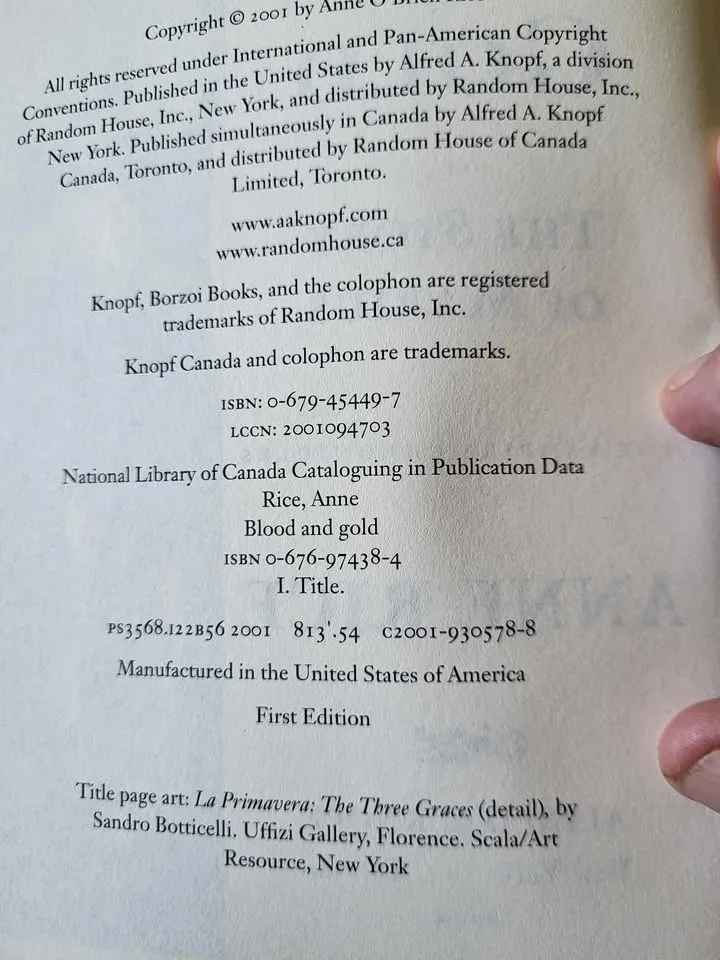 Copyright © 2001 by Anne O'Brien
All rights reserved under International and Pan-American Copyright
Conventions. Published in the United States by Alfred A. Knopf, a division
of Random House, Inc., New York, and distributed by Random House, Inc.,
New York. Published simultaneously in Canada by Alfred A. Knopf
Canada, Toronto, and distributed by Random House of Canada
Limited, Toronto.
www.aaknopf.com
www.randomhouse.ca
Knopf, Borzoi Books, and the colophon are registered
trademarks of Random House, Inc.
Knopf Canada and colophon are trademarks.
ISBN: 0-679-45449-7
LCCN: 2001094703
National Library of Canada Cataloguing in Publication Data
Rice, Anne
Blood and gold
ISBN 0-676-97438-4
I. Title.
PS3568.I22B56 2001 813'.54 C2001-930578-8
Manufactured in the United States of America
First Edition
Title page art: La Primavera: The Three Graces (detail), by
Sandro Botticelli. Uffizi Gallery, Florence. Scala/Art
Resource, New York